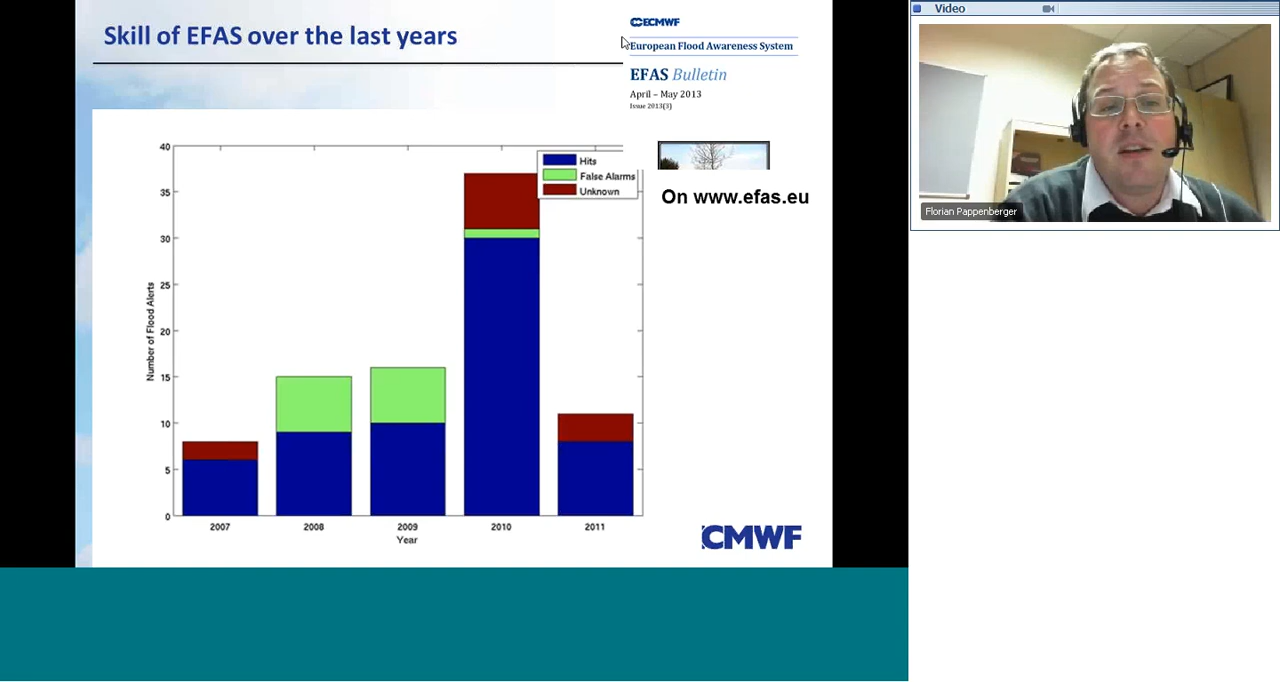 Skill of EFAS over the last years
ECMWF
European Flood Awareness System
EFAS Bulletin
April – May 2013
Issue 2013(3)
On www.efas.eu
Hits
False Alarms
Unknown
40
35
30
25
20
15
10
5
0
Number of Flood Alerts
2007
2008
2009
2010
2011
Year
CMWF
Video
Florian Pappenberger